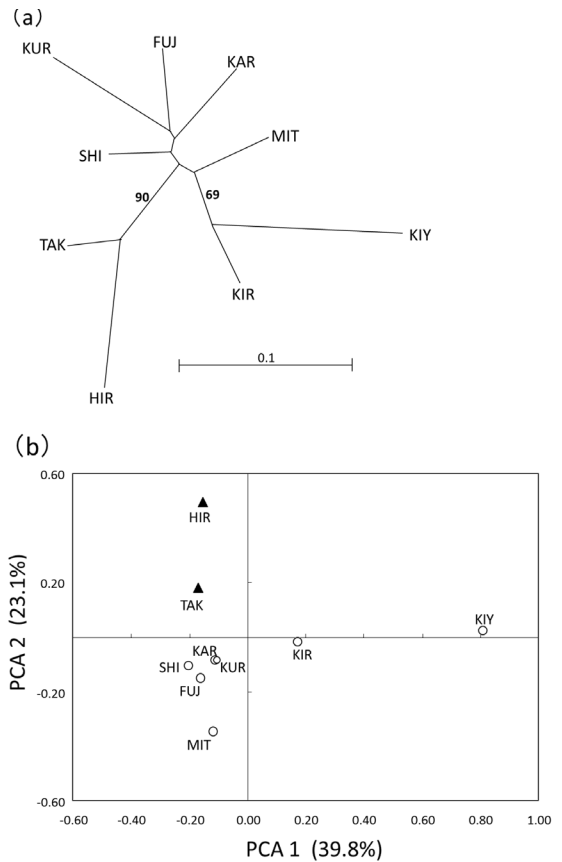 (a)
KUR
FUJ
KAR
MIT
SHI
90
69
TAK
KIY
KIR
0.1
HIR
(b)
0.60
HIR
0.20
TAK
KIY
KAR
KIR
SHI
KUR
FUJ
-0.20
MIT
-0.60
-0.60 -0.40 -0.20 0.00 0.20 0.40 0.60 0.80 1.00
PCA 2 (23.1%)
PCA 1 (39.8%)